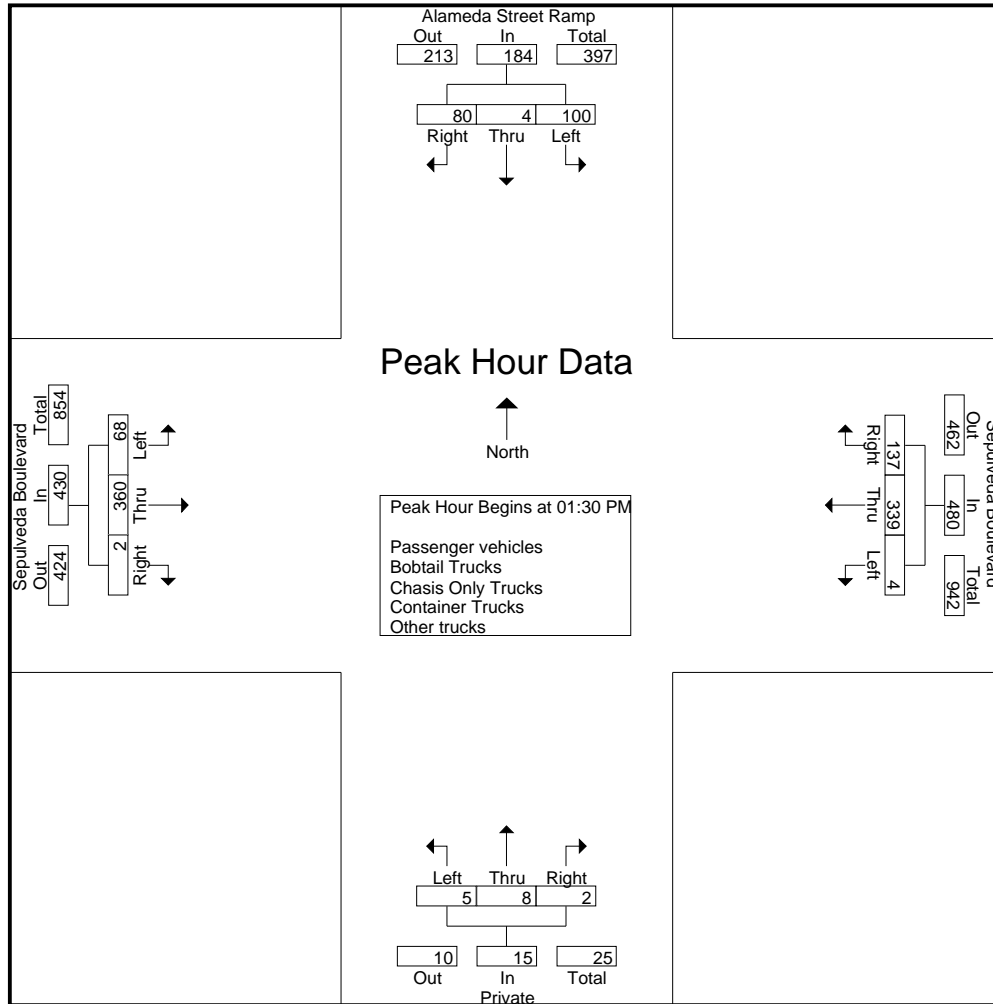 Alameda Street Ramp
Out In Total
213 184 397
80 4 100
Right Thru Left
Peak Hour Data
North
Peak Hour Begins at 01:30 PM
Passenger vehicles
Bobtail Trucks
Chasis Only Trucks
Container Trucks
Other trucks
Sepulveda Boulevard
Total In Out
854 430 424
68 360 2
Left Thru Right
Sepulveda Boulevard
Out In Total
462 480 942
137 339 4
Right Thru Left
Left Thru Right
5 8 2
10 15 25
Out In Total
Private